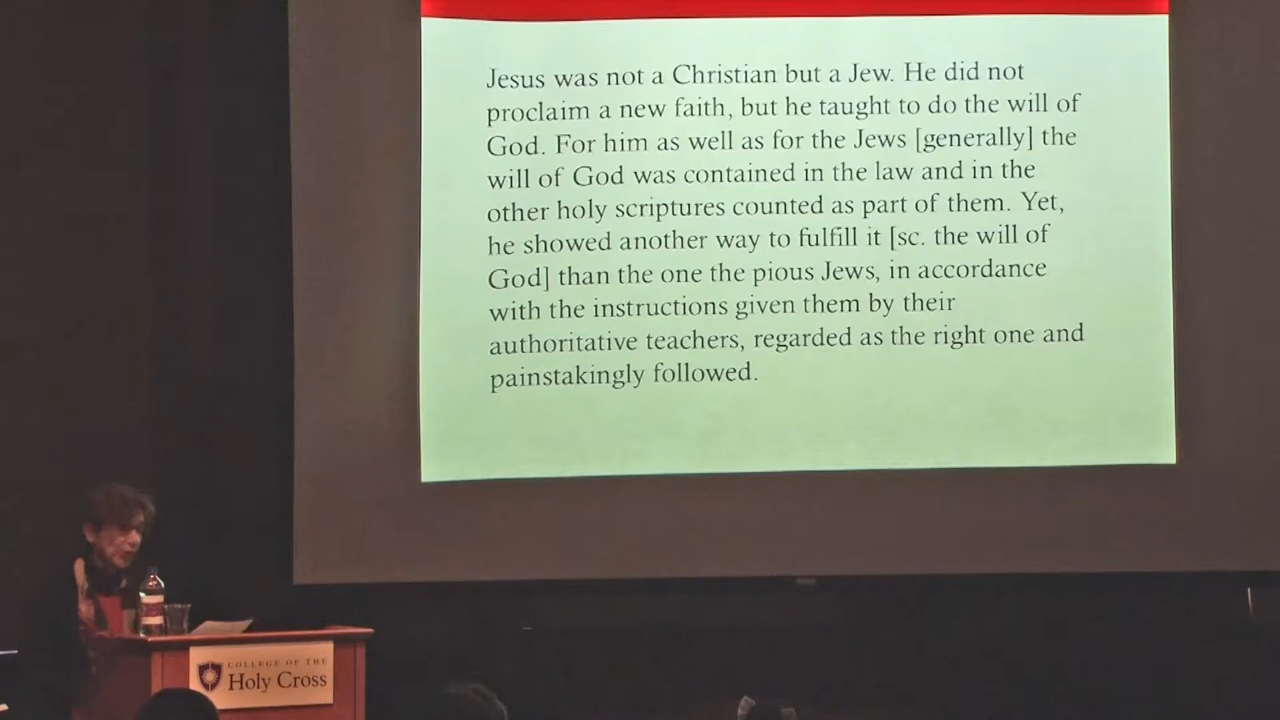 Jesus was not a Christian but a Jew. He did not
proclaim a new faith, but he taught to do the will of
God. For him as well as for the Jews [generally] the
will of God was contained in the law and in the
other holy scriptures counted as part of them. Yet,
he showed another way to fulfill it [sc. the will of
God] than the one the pious Jews, in accordance
with the instructions given them by their
authoritative teachers, regarded as the right one and
painstakingly followed.
COLLEGE OF THE
Holy Cross